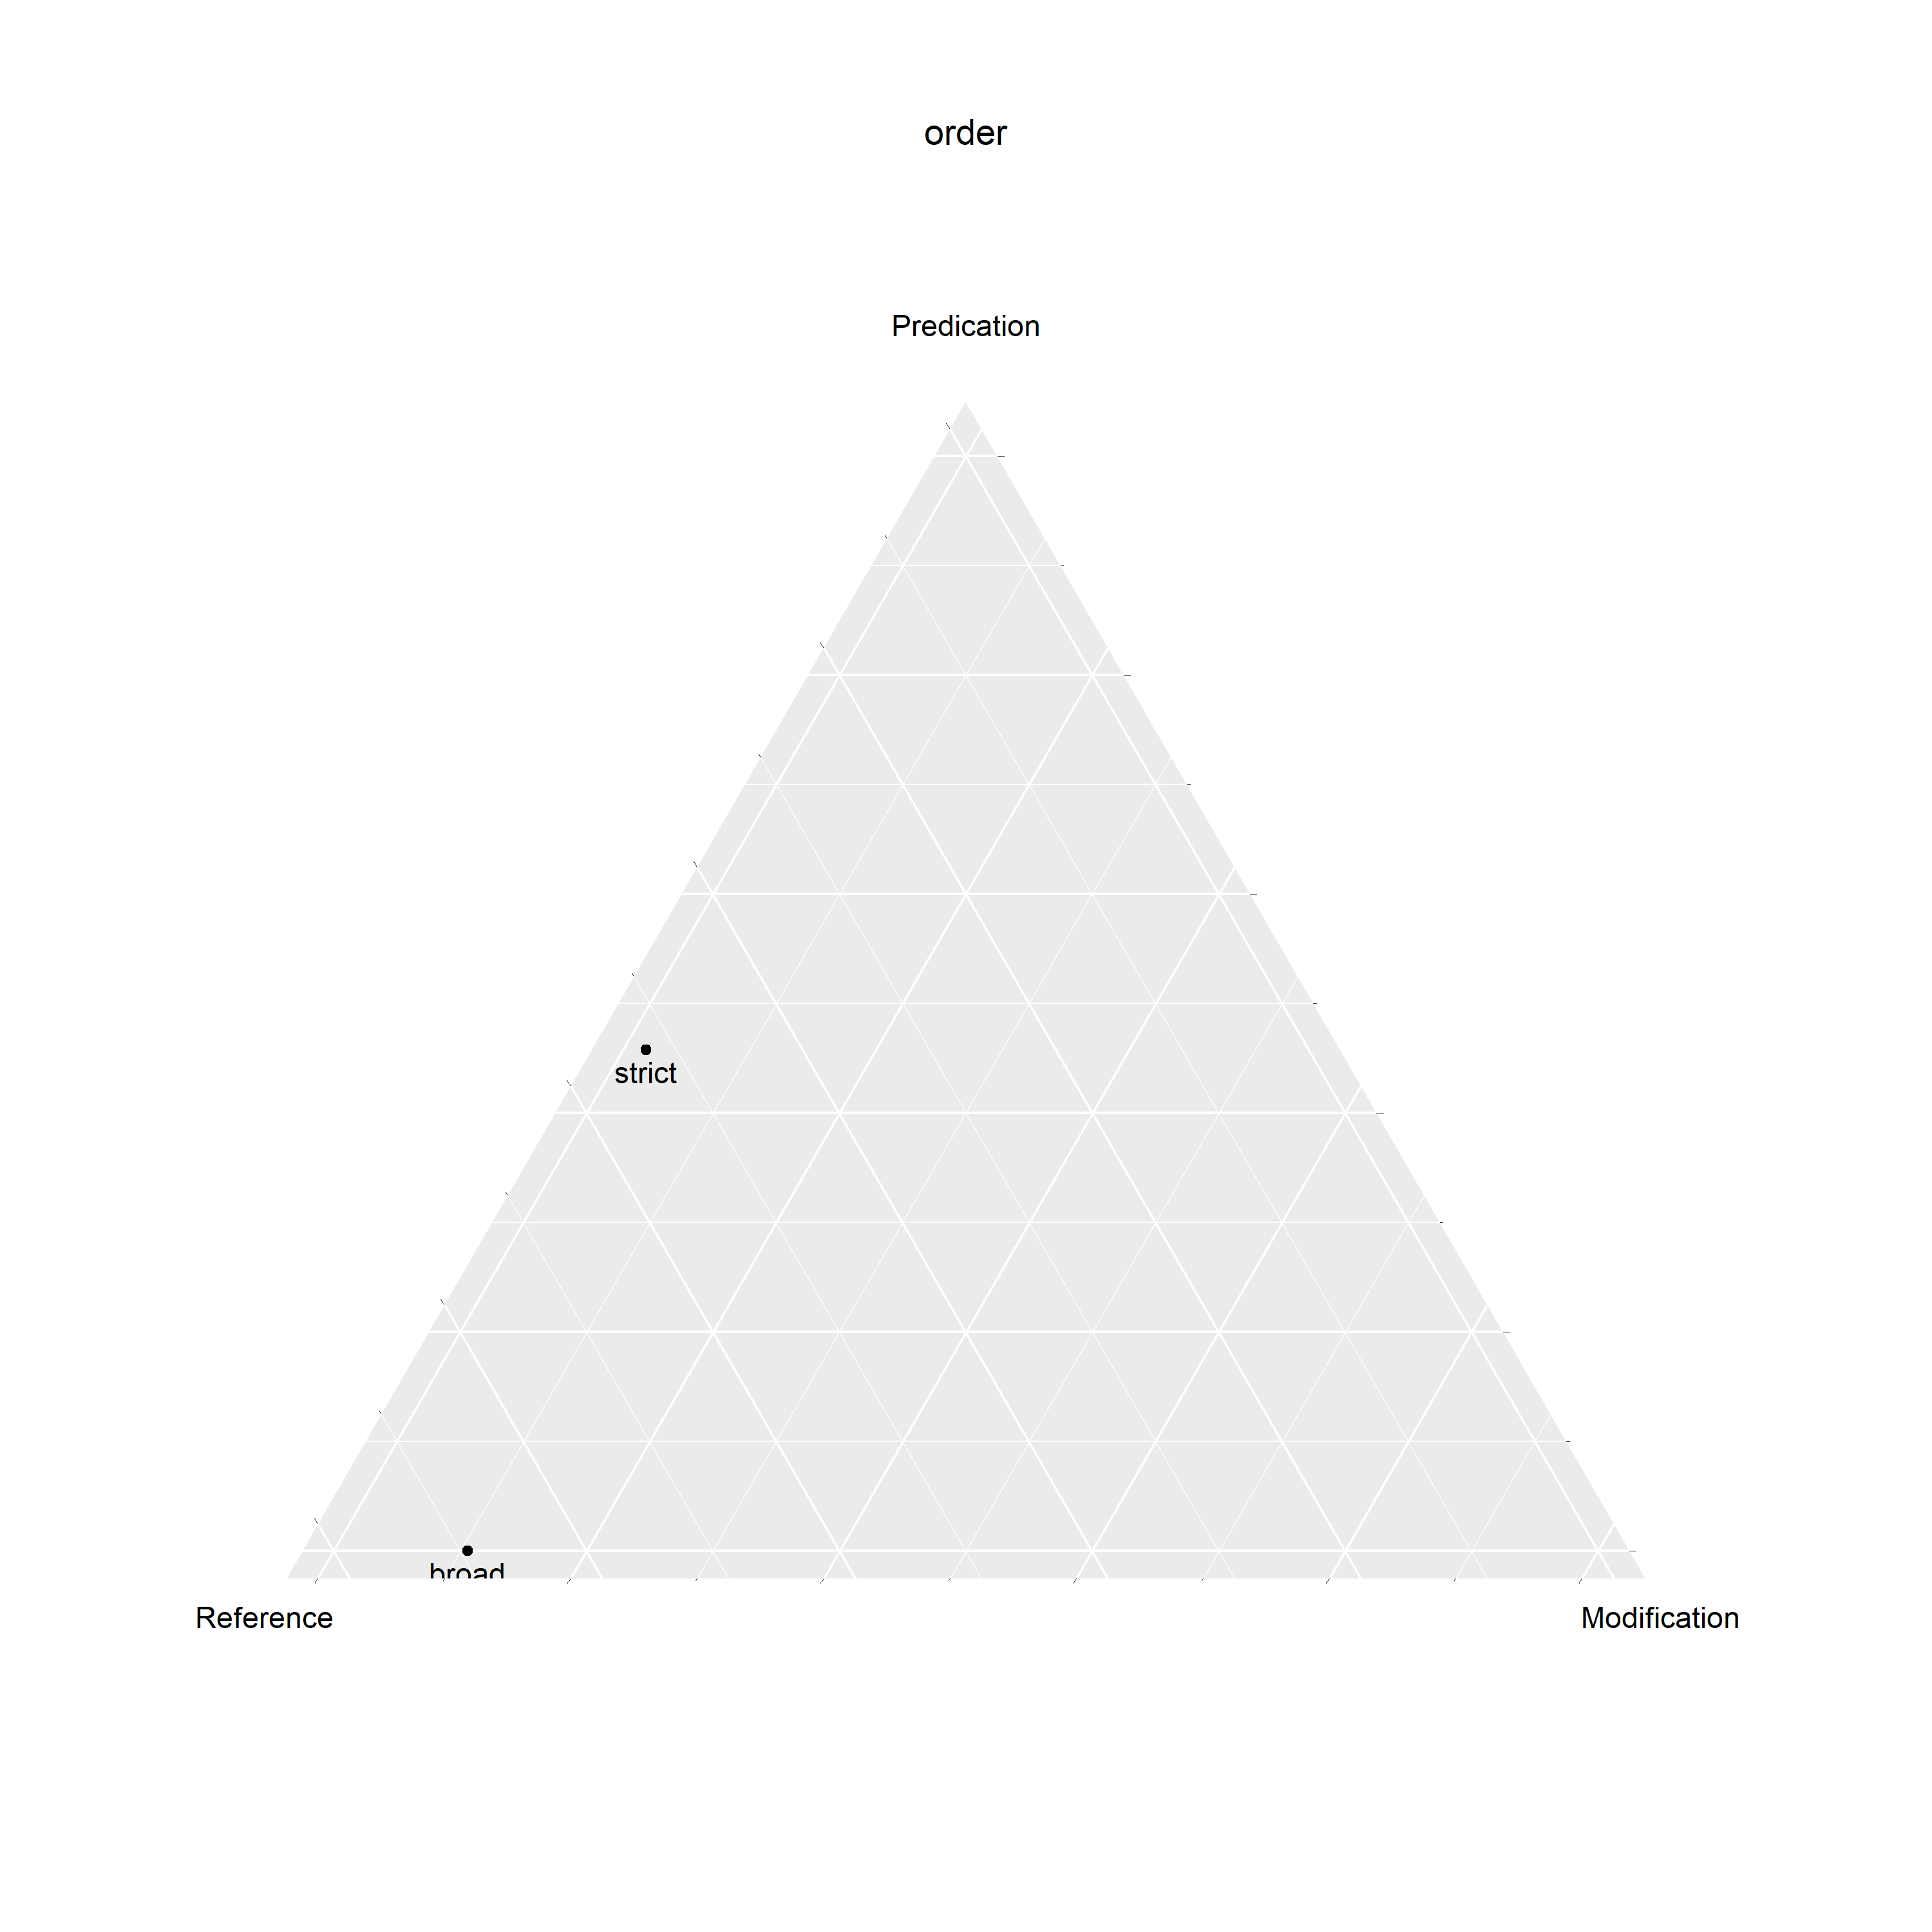 order
Predication
strict
broad
Reference
Modification